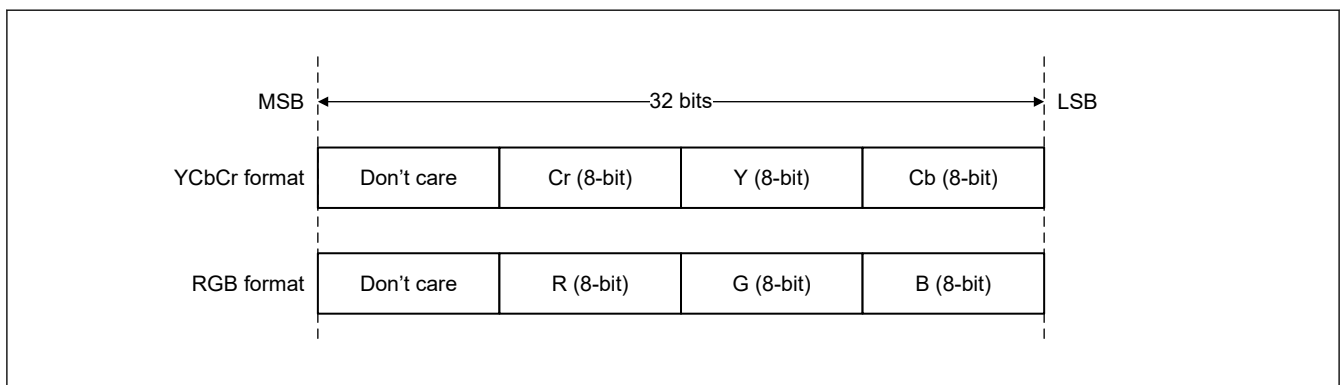 MSB 32 bits LSB
YCbCr format Don’t care Cr (8-bit) Y (8-bit) Cb (8-bit)
RGB format Don’t care R (8-bit) G (8-bit) B (8-bit)